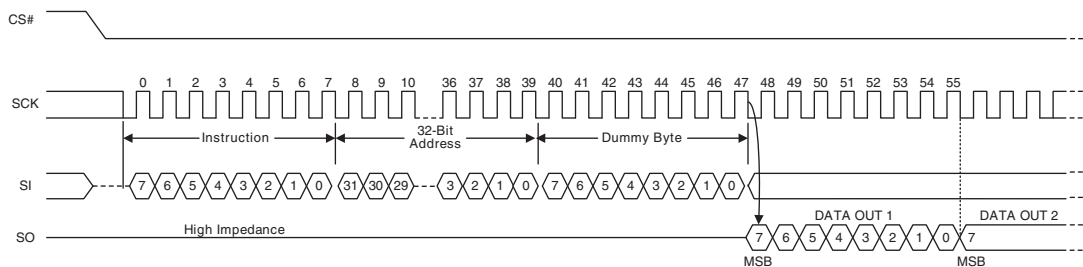 CS#
0 1 2 3 4 5 6 7 8 9 10 36 37 38 39 40 41 42 43 44 45 46 47 48 49 50 51 52 53 54 55
SCK
Instruction
32-Bit
Address
Dummy Byte
SI
7 6 5 4 3 2 1 0 31 30 29 3 2 1 0 7 6 5 4 3 2 1 0
DATA OUT 1
DATA OUT 2
SO
High Impedance
7 6 5 4 3 2 1 0 7
MSB
MSB